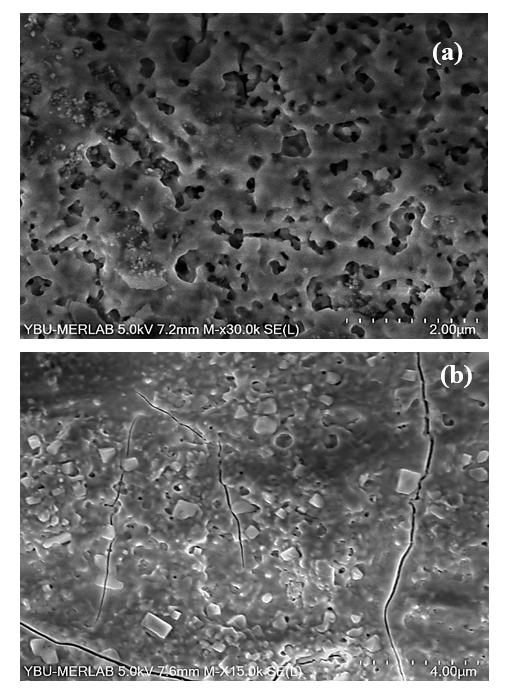 (a)
YBU-MERLAB 5.0kV 7.2mm M-x30.0k SE(L) 2.00µm
(b)
YBU-MERLAB 5.0kV 7.6mm M-X15.0k SE(L) 4.00µm